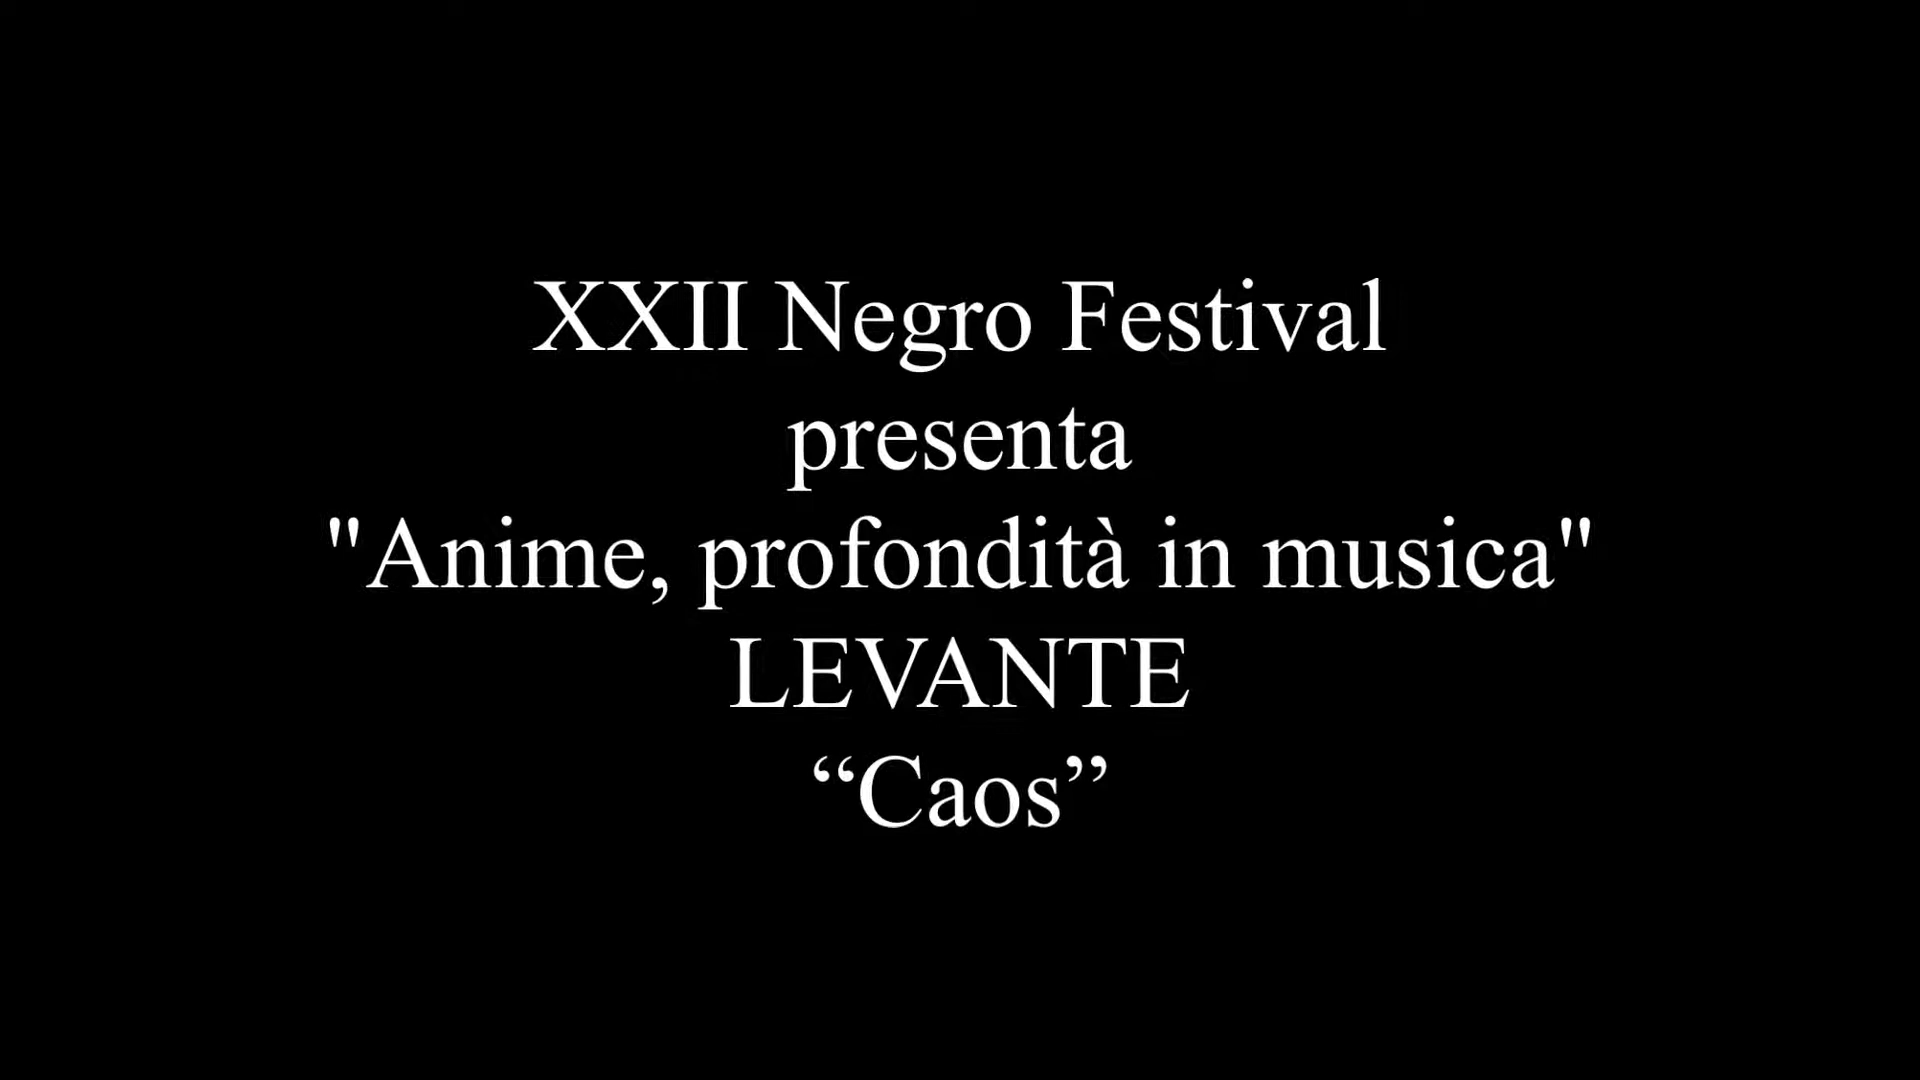 XXII Negro Festival
presenta
"Anime, profondità in musica"
LEVANTE
“Caos”